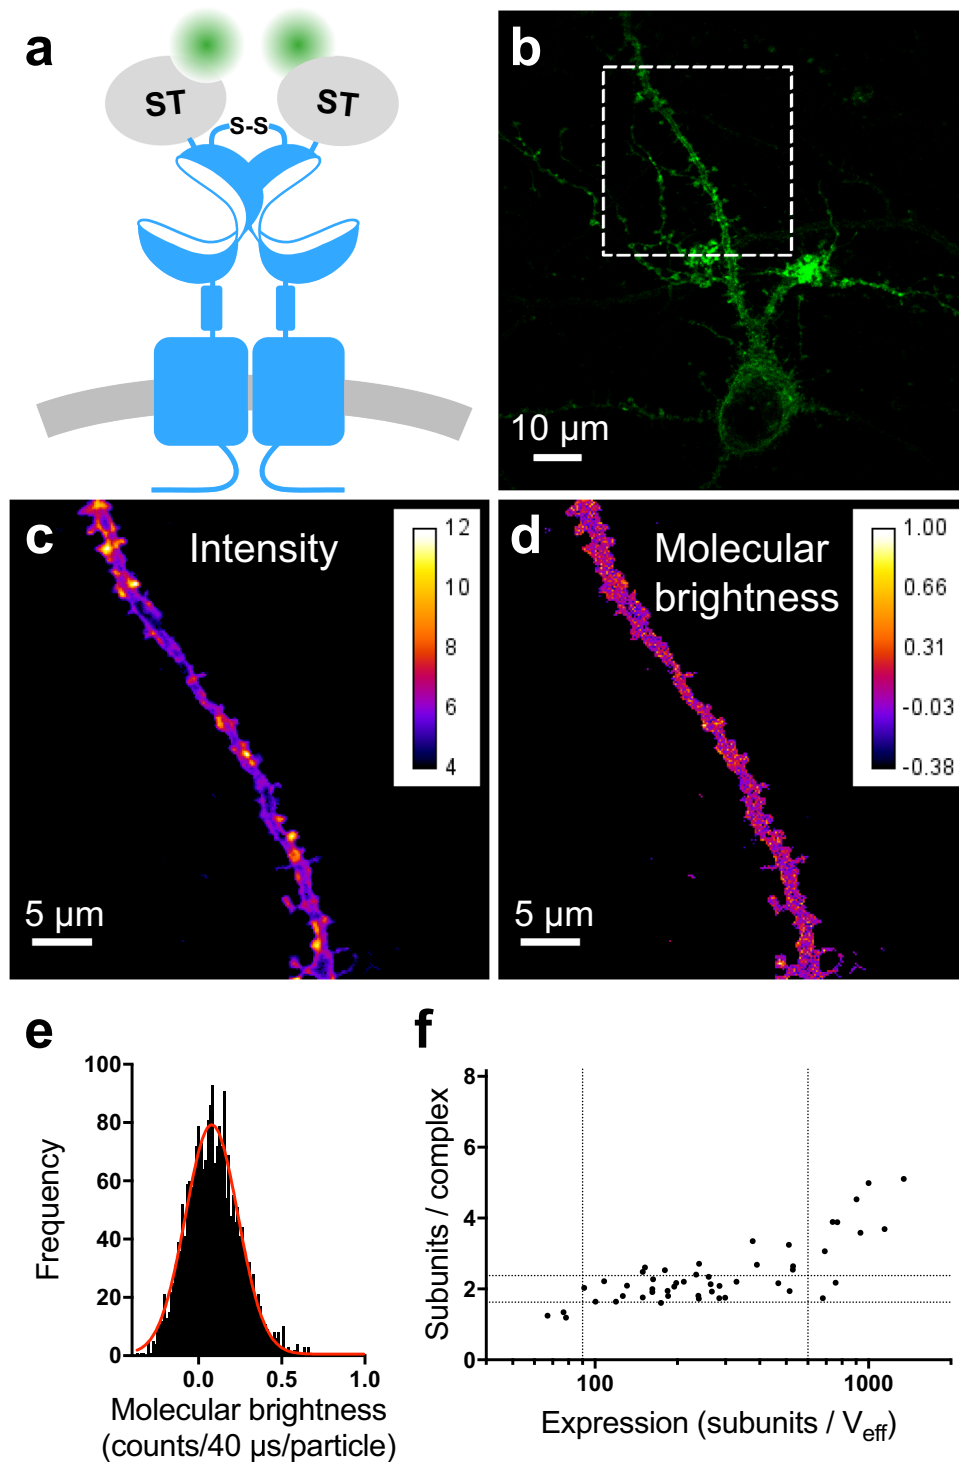 a
ST
ST
S-S
b
10 µm
c
Intensity
12
10
8
6
4
5 µm
d
Molecular
brightness
1.00
0.66
0.31
-0.03
-0.38
5 µm
e
100
80
60
40
20
0
Frequency
0.0
0.5
1.0
Molecular brightness
(counts/40 µs/particle)
f
8
6
4
2
0
Subunits / complex
100
1000
Expression (subunits / Veff)